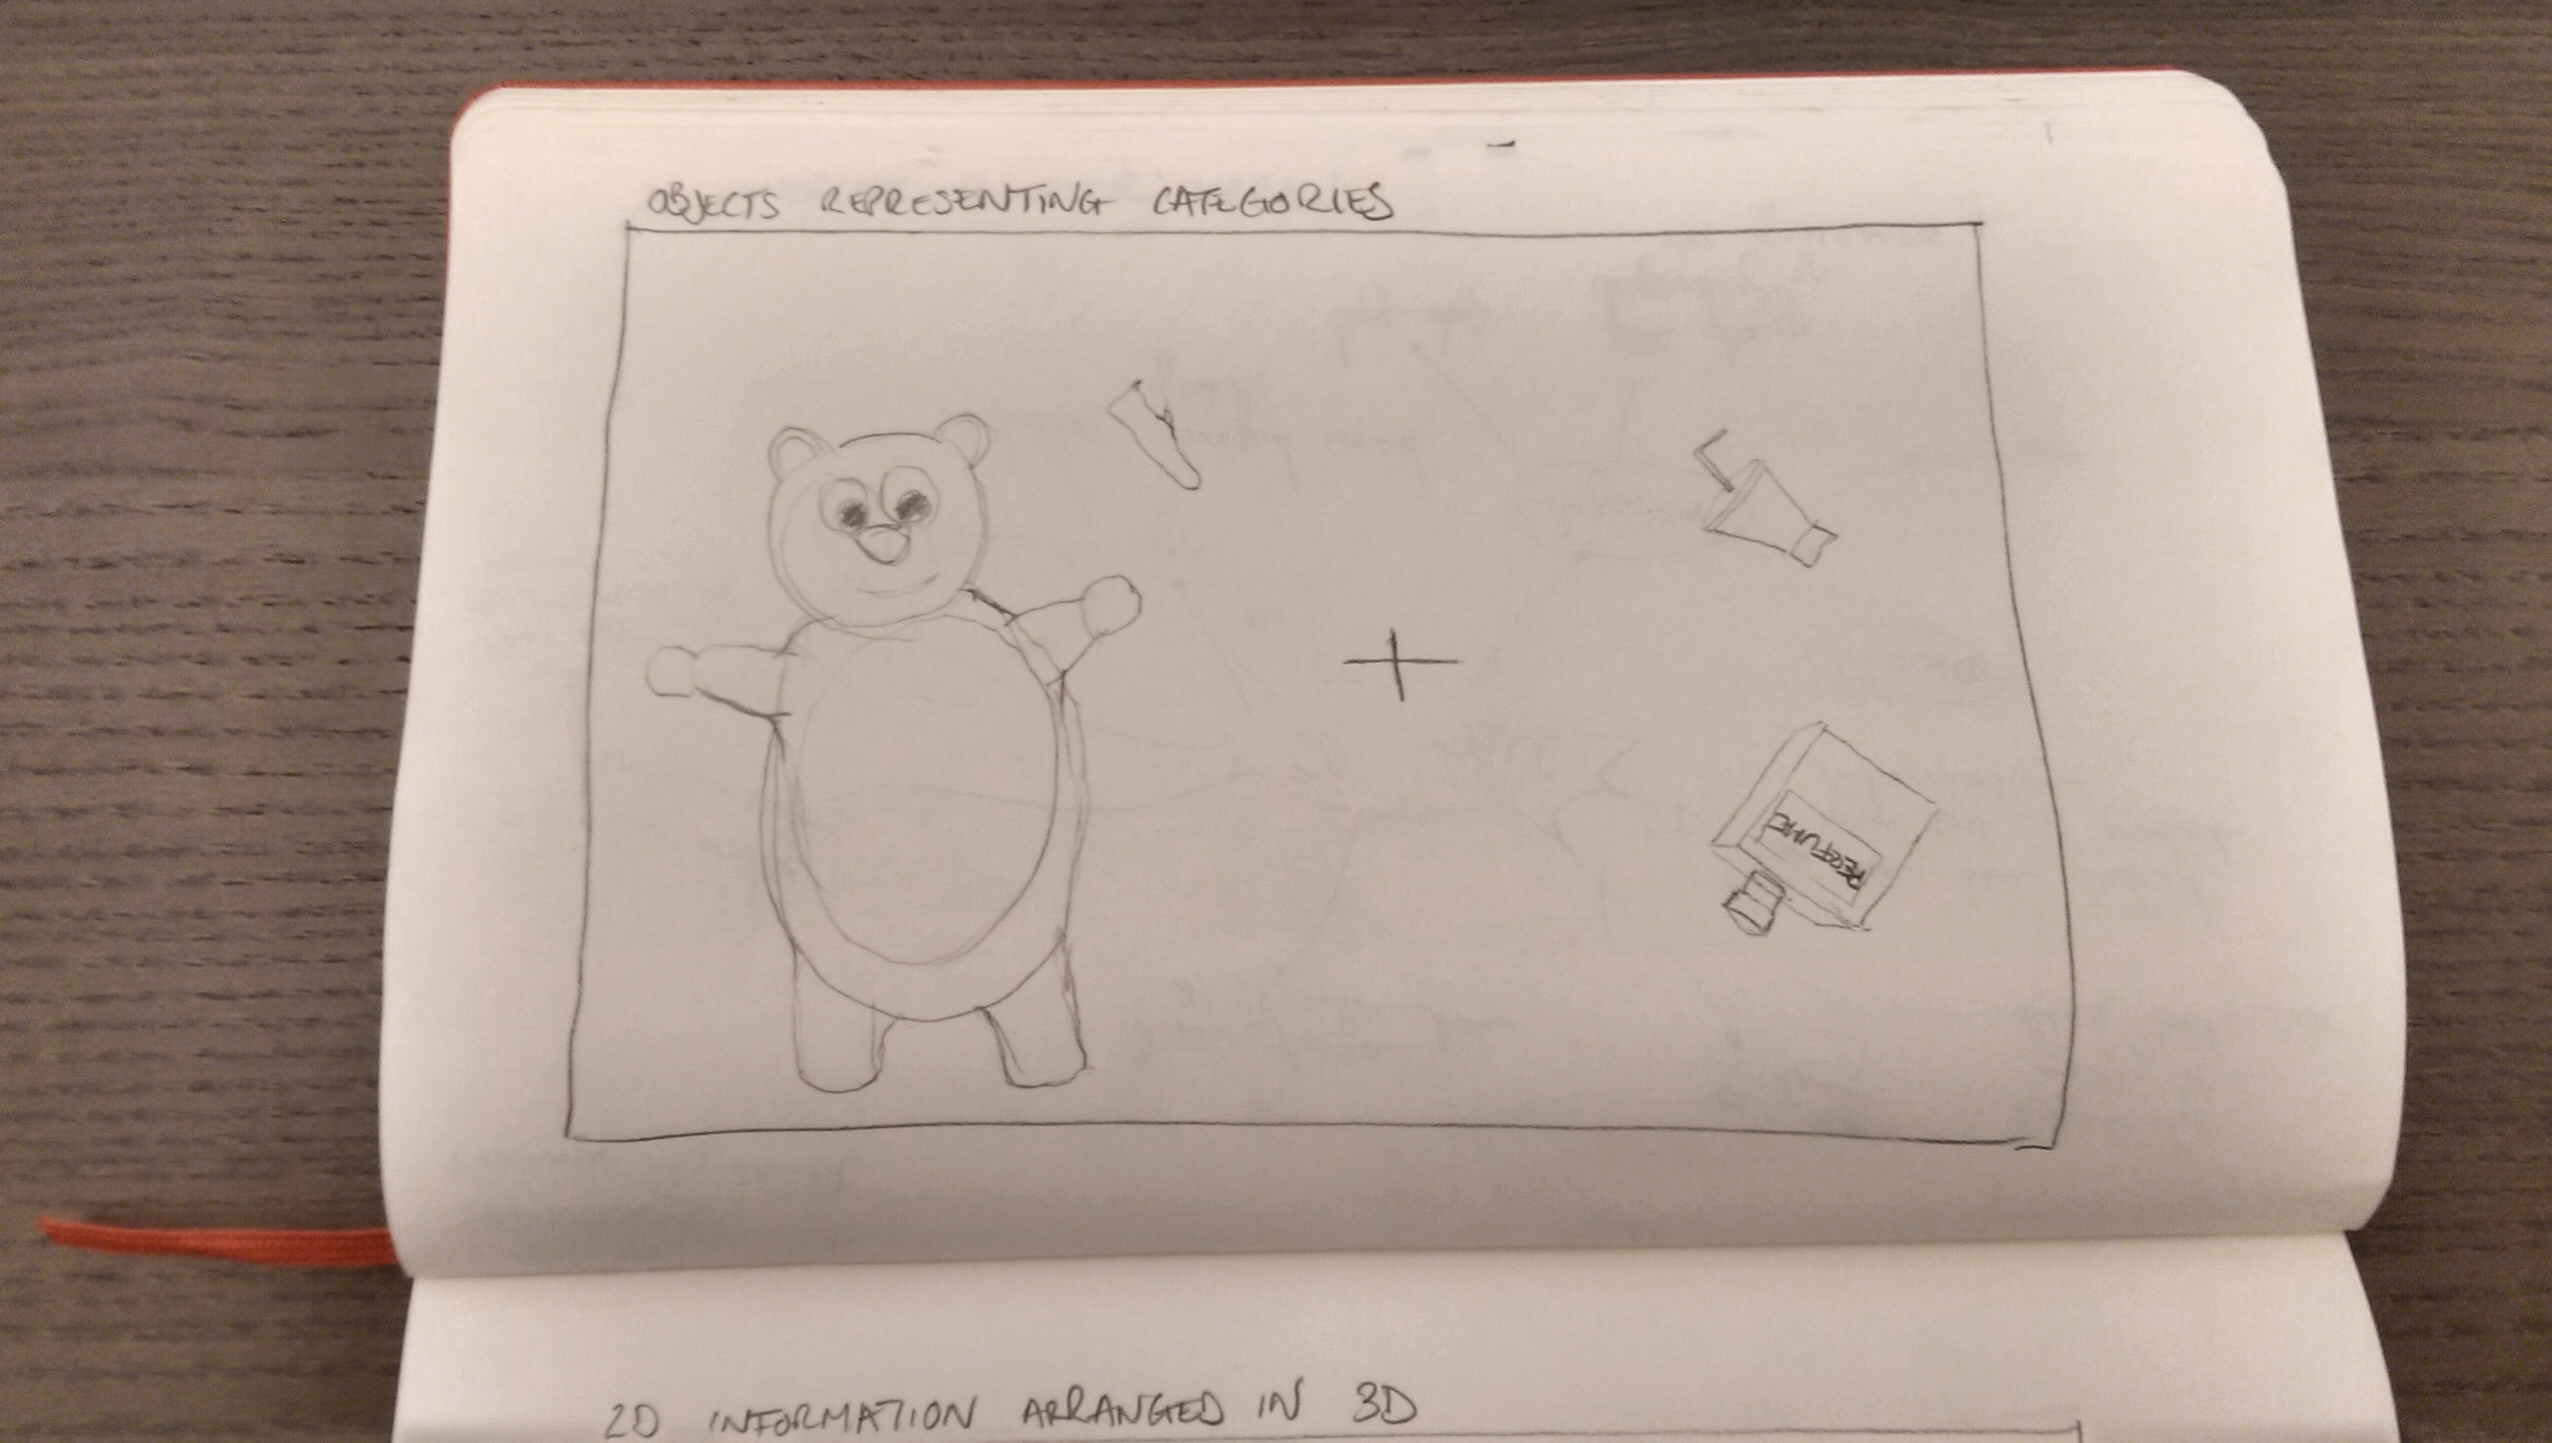 OBJECTS REPRESENTING CATEGORIES
PERFUME
2D INFORMATION ARRANGED IN 3D